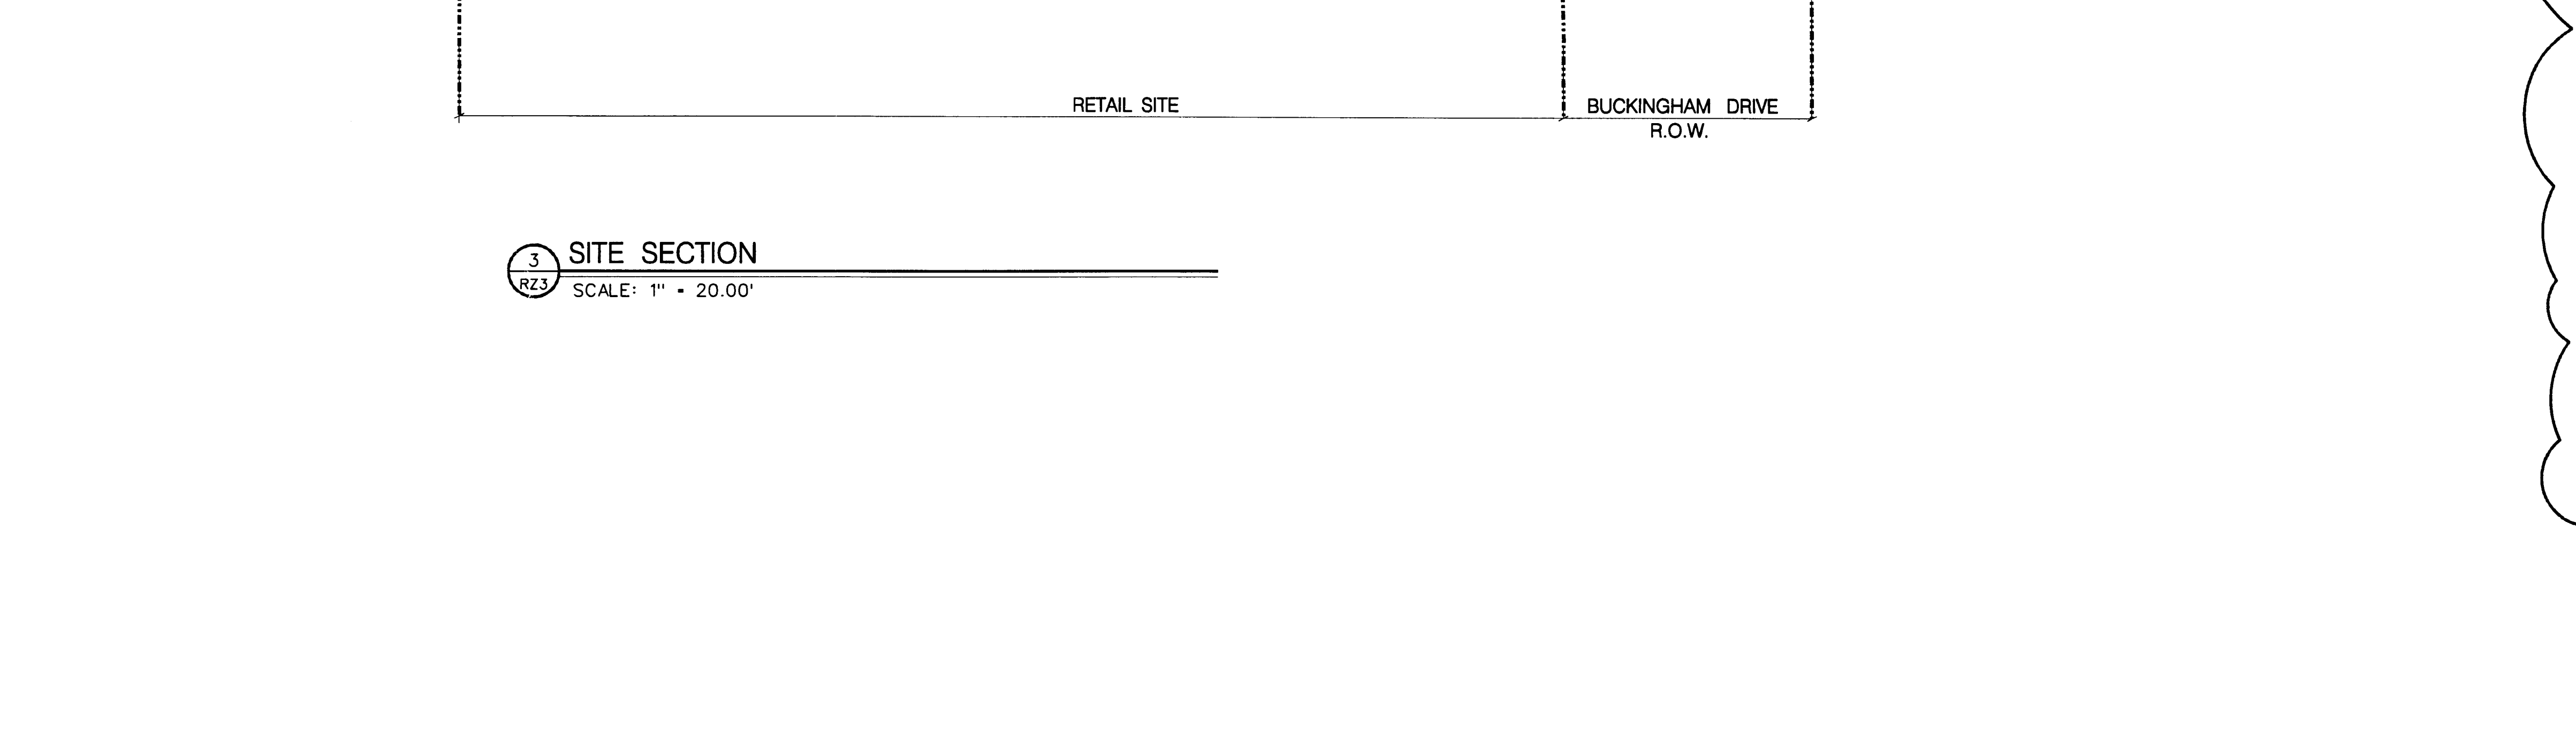 RETAIL SITE
BUCKINGHAM DRIVE
R.O.W.
3
RZ3
SITE SECTION
SCALE: 1" = 20.00'